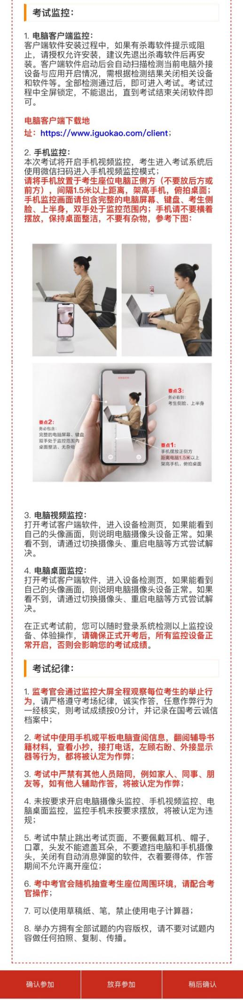 考试监控：
1. 电脑客户端监控：
客户端软件安装过程中，如果有杀毒软件提示或阻
止，请授权允许安装，建议先退出杀毒软件后再安
装。客户端软件启动后会自动扫描检测当前电脑外接
设备与应用开启情况，需根据检测结果关闭相关设备
和软件等。全部检测通过后，即可进入考试。考试过
程中全屏锁定，不能退出，直到考试结束关闭软件即
可。
电脑客户端下载地
址：https://www.iguokao.com/client；
2. 手机监控：
本次考试将开启手机视频监控，考生进入考试系统后
使用微信扫码进入手机视频监控模式；
请将手机放置于考生座位电脑正侧方（不要放后方或
前方），间隔1.5米以上距离，架高手机，俯拍桌面；
手机监控画面请包含完整的电脑屏幕、键盘、考生侧
脸、上半身，双手处于监控范围内；手机请不要横着
摆放，保持桌面整洁，不要有杂物，参考下图：
要点3：
务必看到：
考生侧脸、上半身
要点2：
务必包含：
完整的电脑屏幕、键盘
双手处于监控范围内
桌面整洁、无杂物
要点1：
手机摆放正侧方
距离电脑1.5米以上
架高手机，俯拍桌面
3. 电脑视频监控：
打开考试客户端软件，进入设备检测页，如果能看到
自己的头像画面，则说明电脑摄像头设备正常。如果
看不到，请通过切换摄像头、重启电脑等方式尝试解
决。
4. 电脑桌面监控：
打开考试客户端软件，进入设备检测页，如果能看到
自己的头像画面，则说明电脑摄像头设备正常。如果
看不到，请通过切换摄像头、重启电脑等方式尝试解
决。
在正式考试前，您可以随时登录系统检测以上监控设
备、体验操作，请确保正式开考后，所有监控设备正
常开启，否则会影响您的考试成绩。
考试纪律：
1. 监考官会通过监控大屏全程观察每位考生的举止行
为，请严格遵守考场纪律，诚实作答，任意作弊行为
一经核实，则考试成绩按0分计，并记录在国考云诚信
档案中；
2. 考试中使用手机或平板电脑查阅信息，翻阅辅导书
籍材料，查看小抄，接打电话，左顾右盼、外接显示
器等行为，都将被认定为作弊；
3. 考试中严禁有其他人员陪同，例如家人、同事、朋
友等，如有他人辅助作答，将被认定为作弊；
4. 未按要求开启电脑摄像头监控、手机视频监控、电
脑桌面监控，监控手机未按要求摆放，将被认定为违
规；
5. 考试中禁止跳出考试页面，不要佩戴耳机、帽子，
口罩，头发不能遮盖耳朵，不要遮挡电脑和手机摄像
头，关闭有自动消息弹窗的软件，衣着要得体，作答
期间不允许离开座位；
6. 考中考官会随机抽查考生座位周围环境，请配合考
官操作；
7. 可以使用草稿纸、笔，禁止使用电子计算器；
8. 举办方拥有全部试题的内容版权，请不要对试题内
容做任何拍照、复制、传播。
确认参加
放弃参加
稍后确认